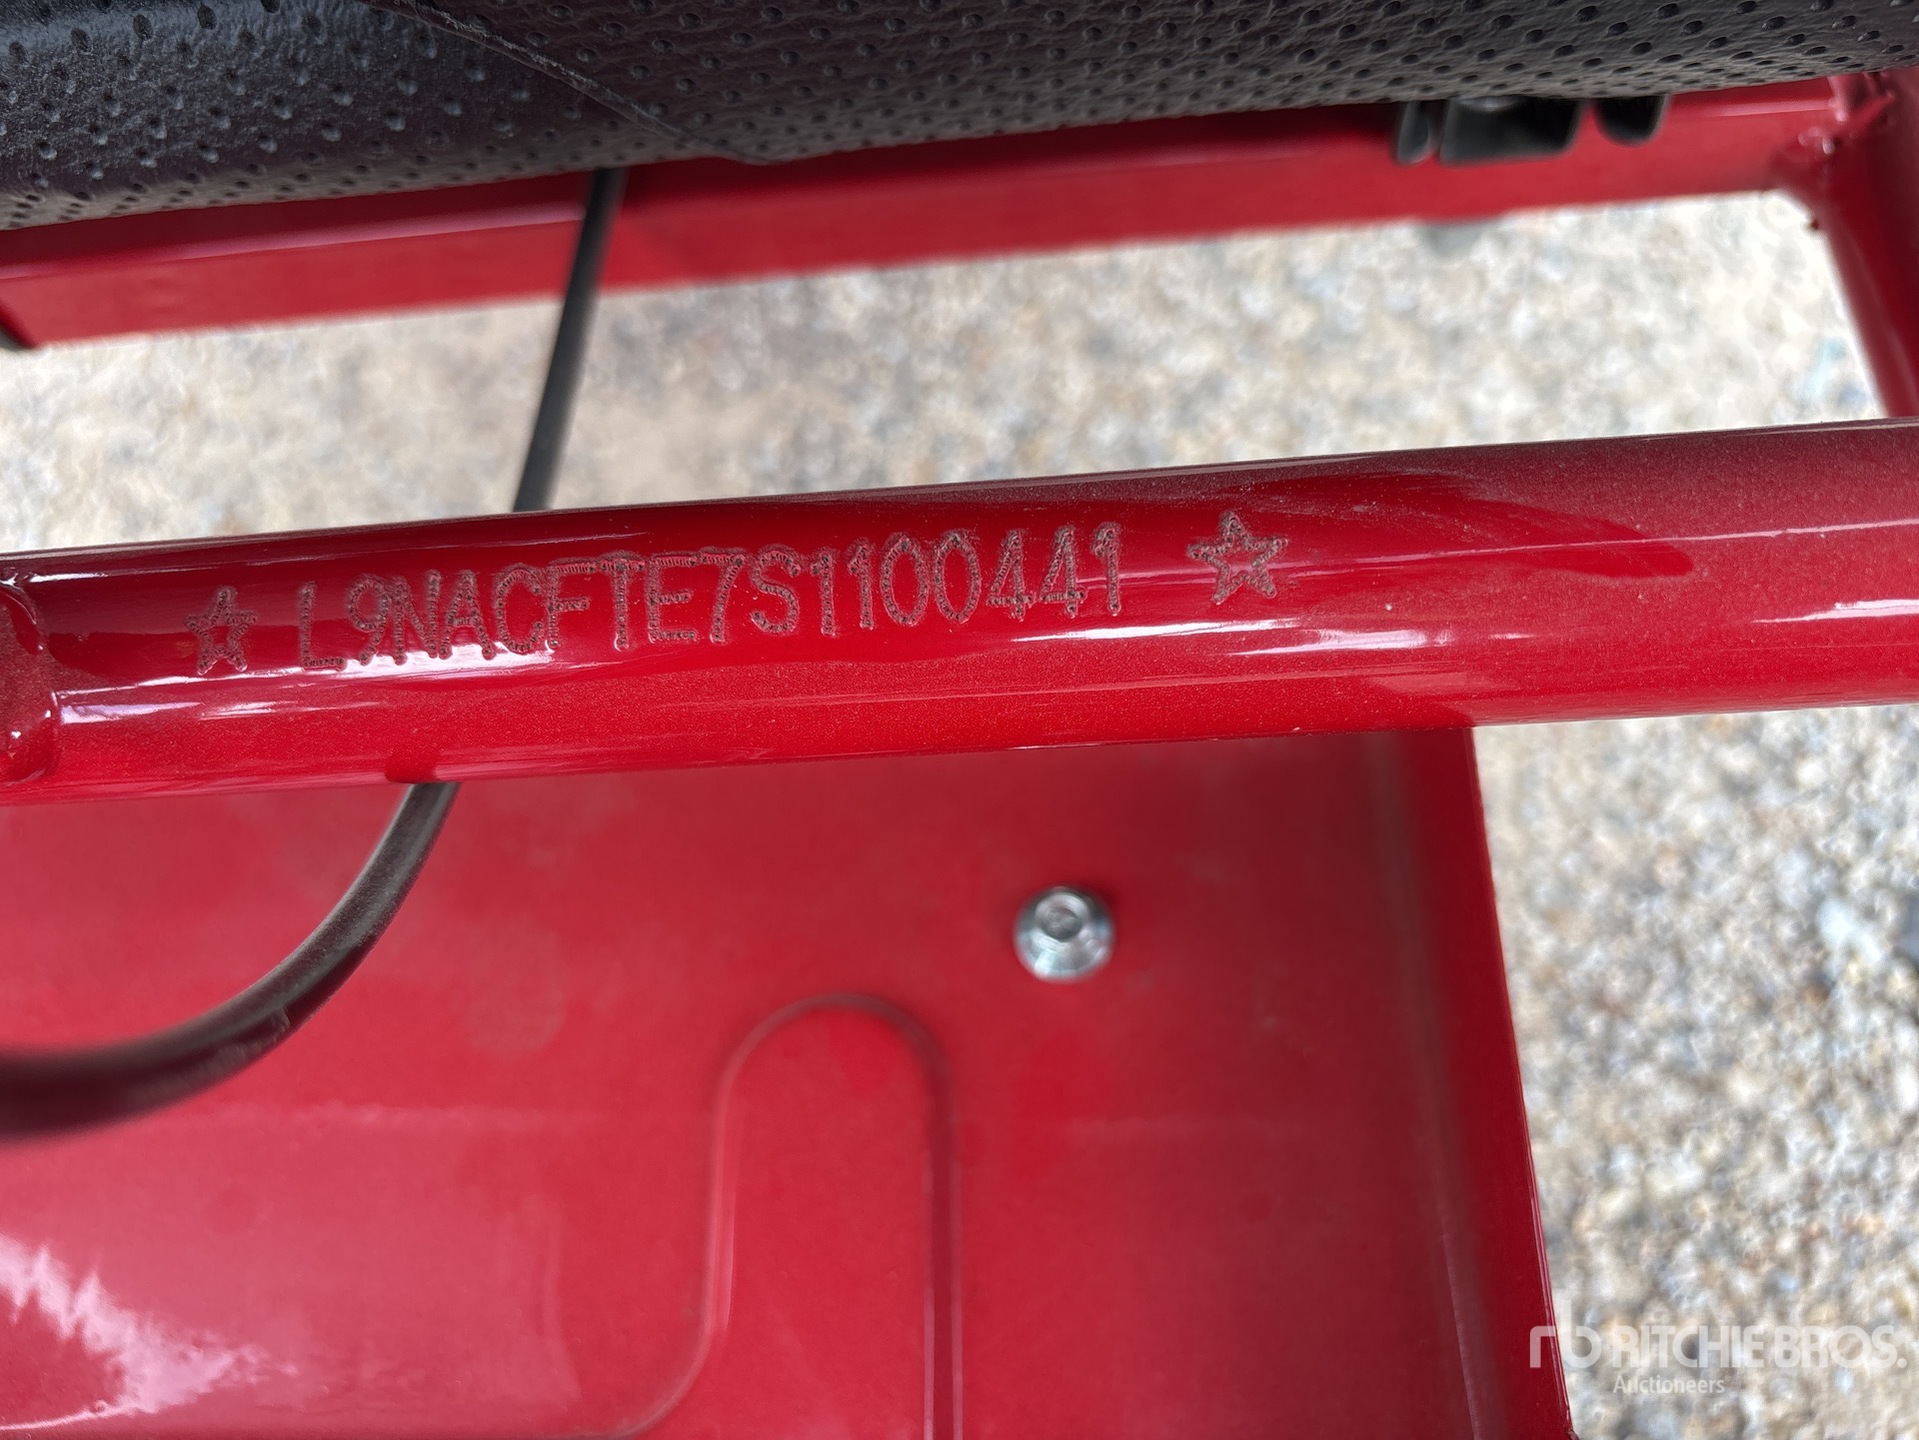 ☆ L9NACFTE7S1100441 ☆
RITCHIE BROS.
Auctioneers